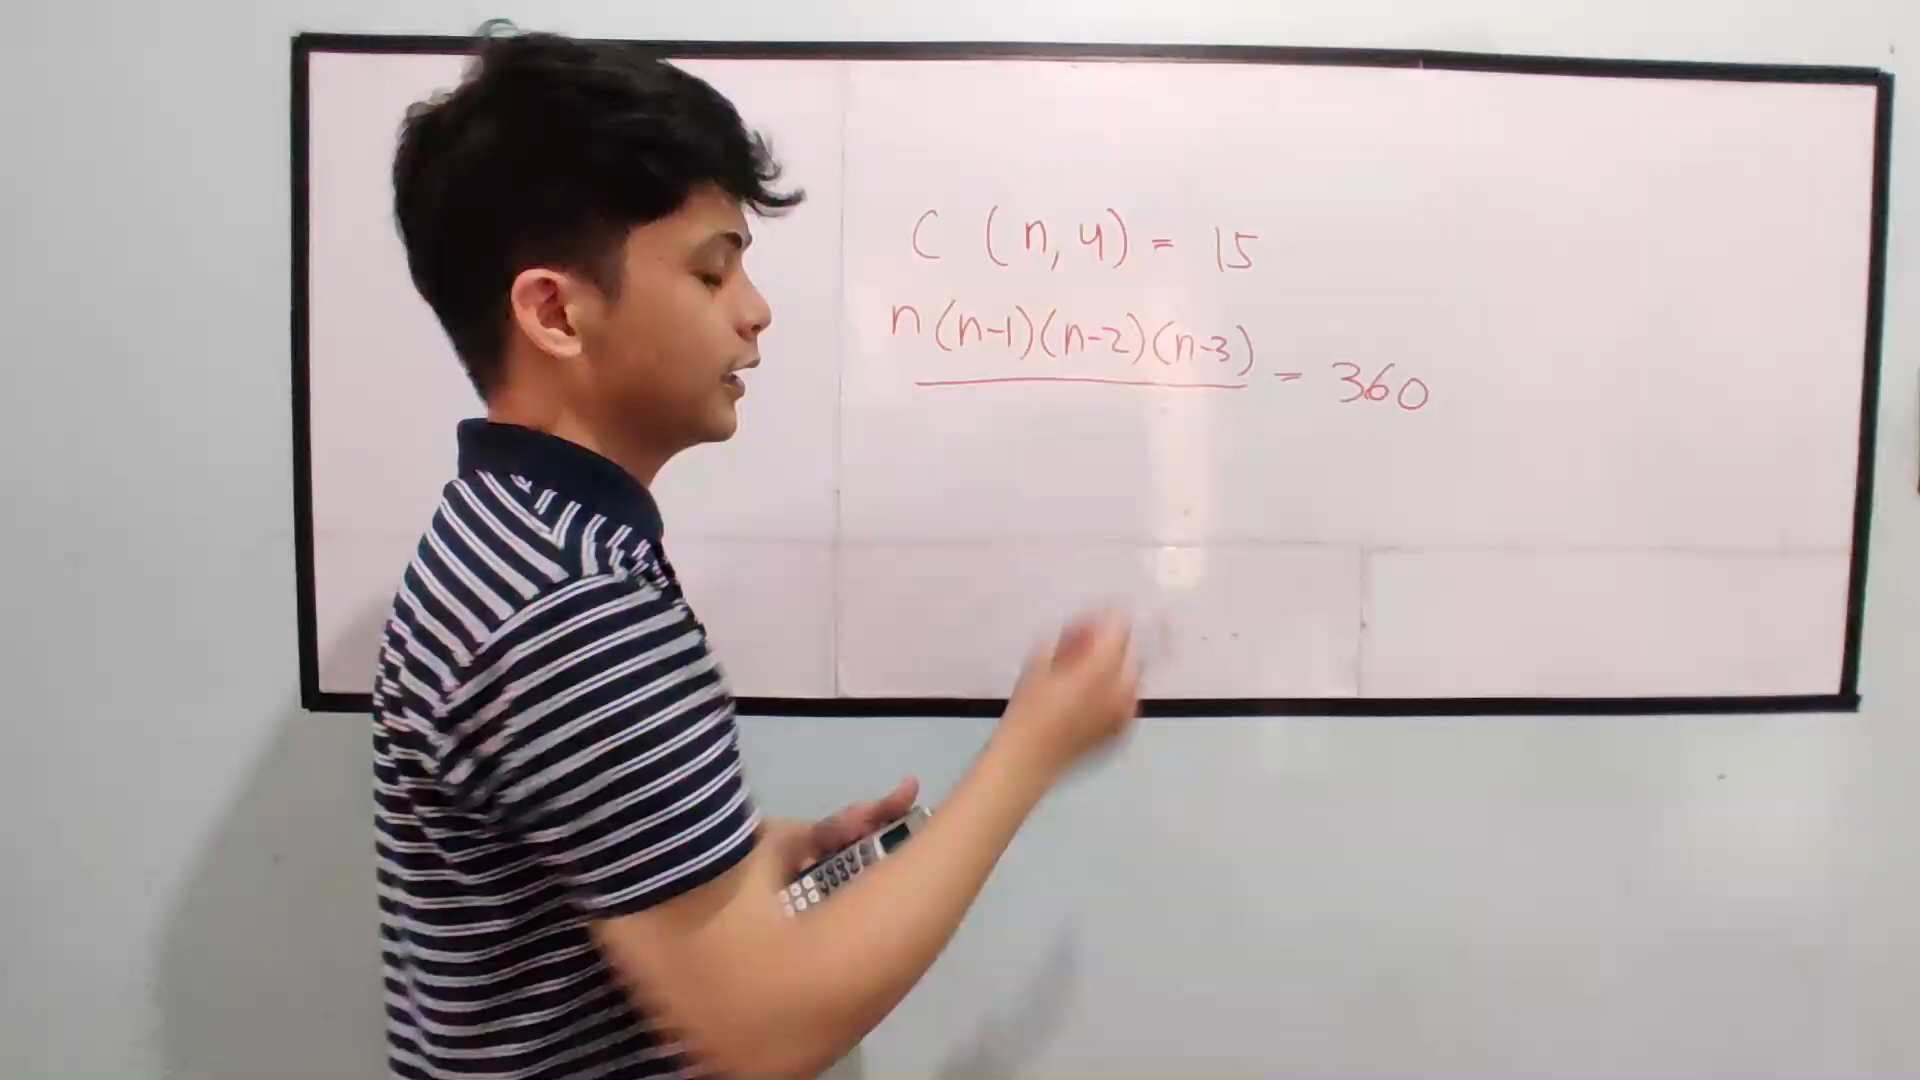 C (n, 4) = 15
n(n-1)(n-2)(n-3) = 360